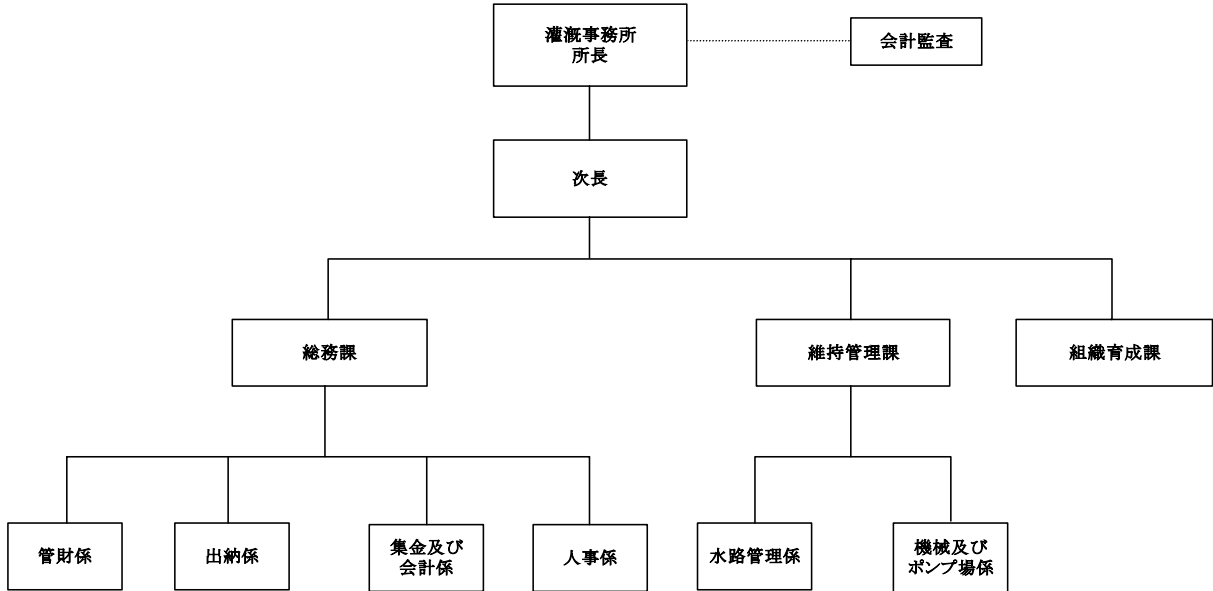 灌漑事務所
所長
会計監査
次長
総務課
維持管理課
組織育成課
管財係
出納係
集金及び
会計係
人事係
水路管理係
機械及び
ポンプ場係